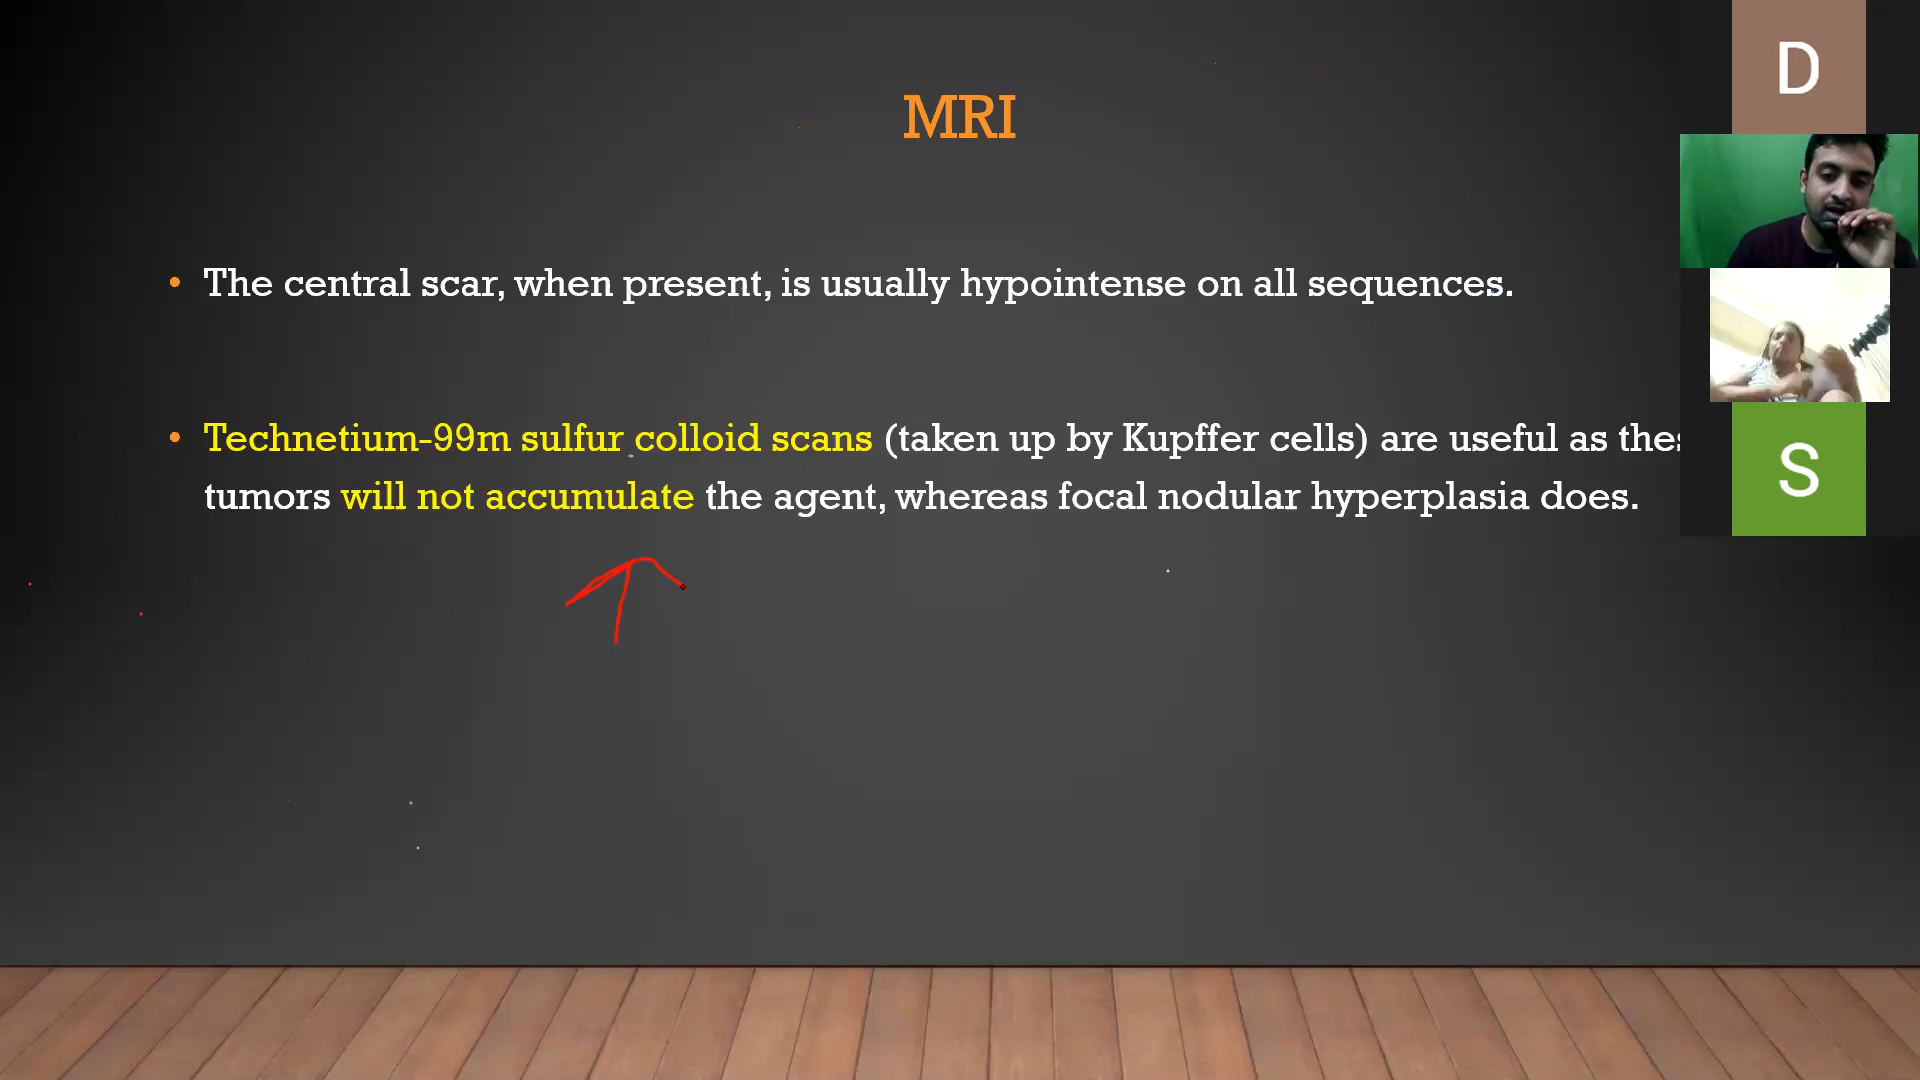 MRI
• The central scar, when present, is usually hypointense on all sequences.
• Technetium-99m sulfur colloid scans (taken up by Kupffer cells) are useful as
tumors will not accumulate the agent, whereas focal nodular hyperplasia does.
D
S